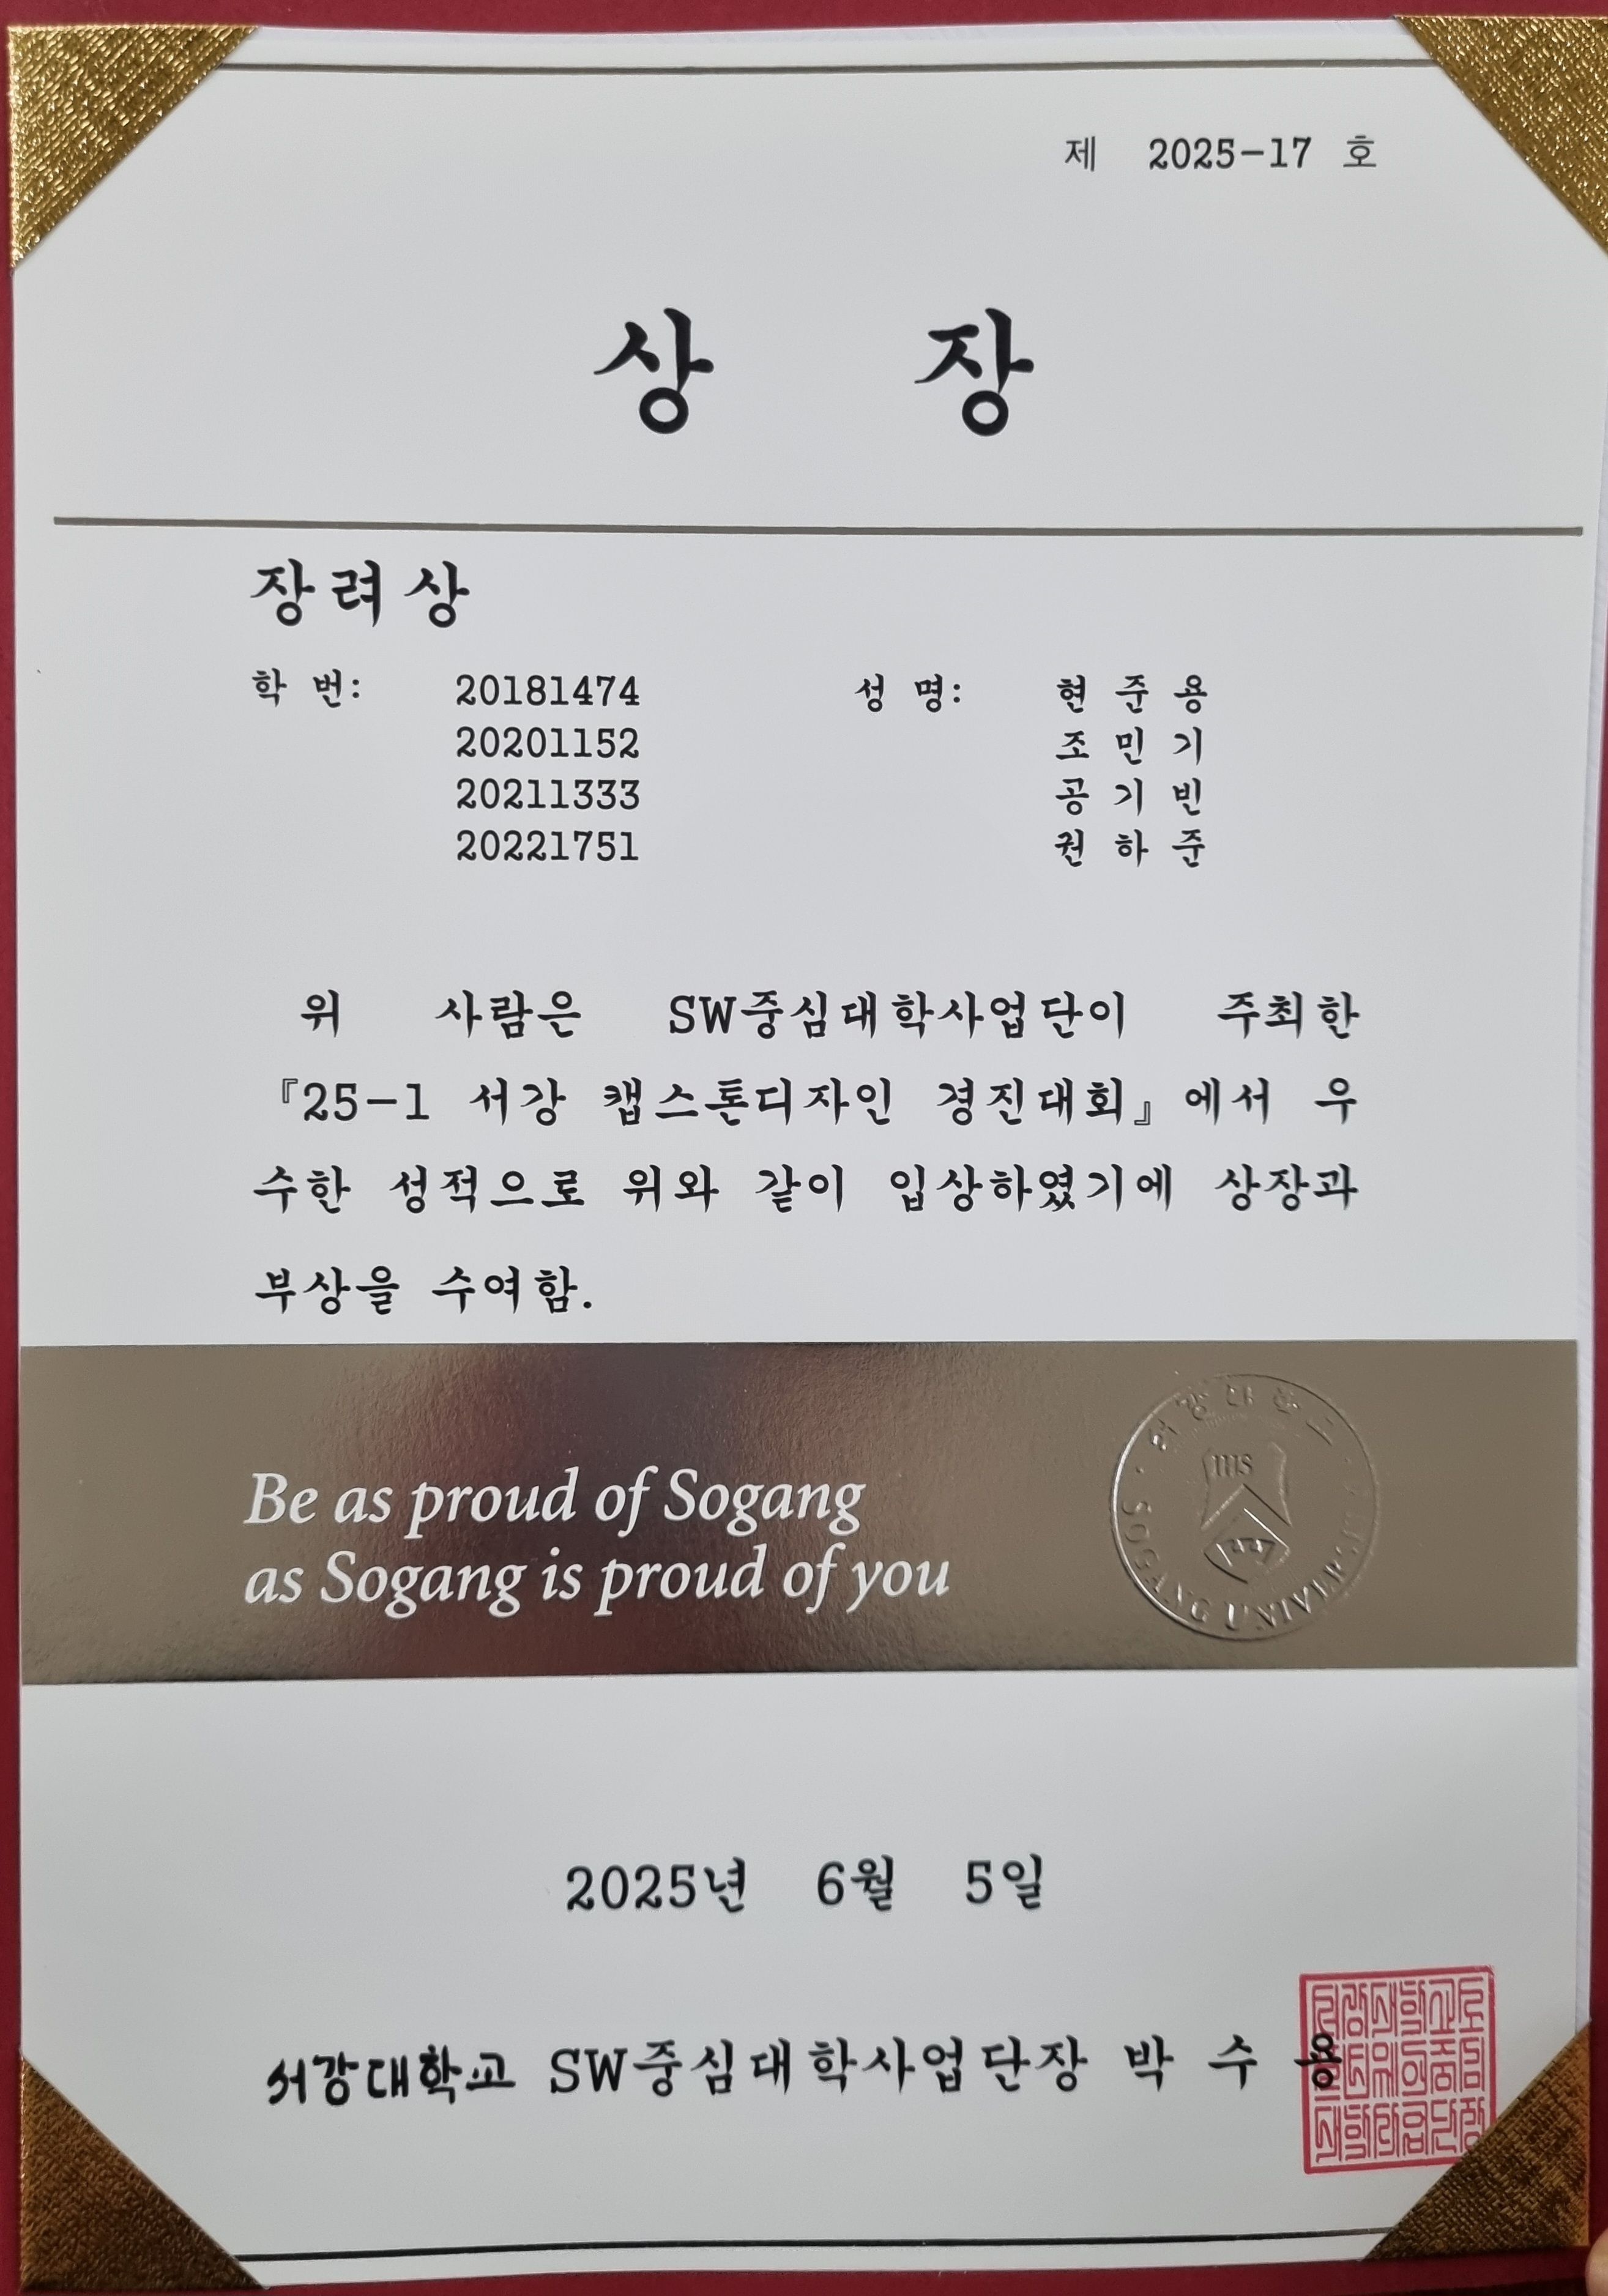 제 2025-17 호
상 장
장려상
학 번: 20181474 성 명: 현 준 용
20201152 조 민 기
20211333 공 기 빈
20221751 권 하 준
위 사람은 SW중심대학사업단이 주최한
『25-1 서강 캡스톤디자인 경진대회』에서 우
수한 성적으로 위와 같이 입상하였기에 상장과
부상을 수여함.
서강대학교
SOGANG UNIVERSITY
IHS
Be as proud of Sogang
as Sogang is proud of you
2025년 6월 5일
서강대학교 SW중심대학사업단장 박 수 용